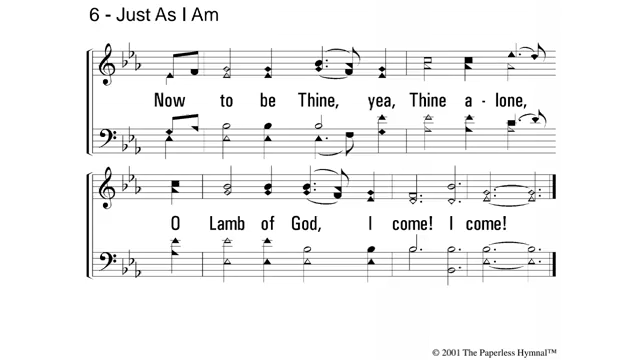 6 - Just As I Am
Now to be Thine, yea, Thine a - lone,
O Lamb of God, I come! I come!
© 2001 The Paperless Hymnal™